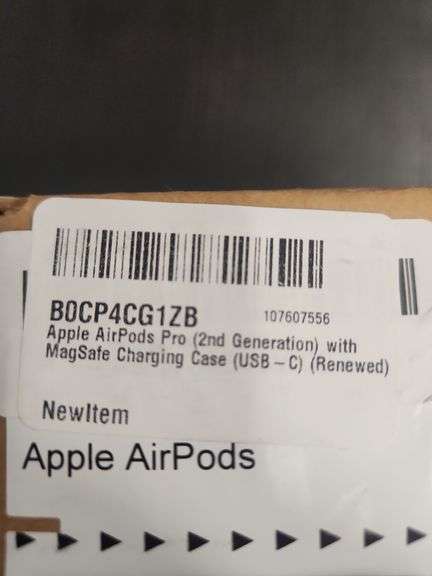 B0CP4CG1ZB 107607556
Apple AirPods Pro (2nd Generation) with
MagSafe Charging Case (USB - C) (Renewed)
NewItem
Apple AirPods